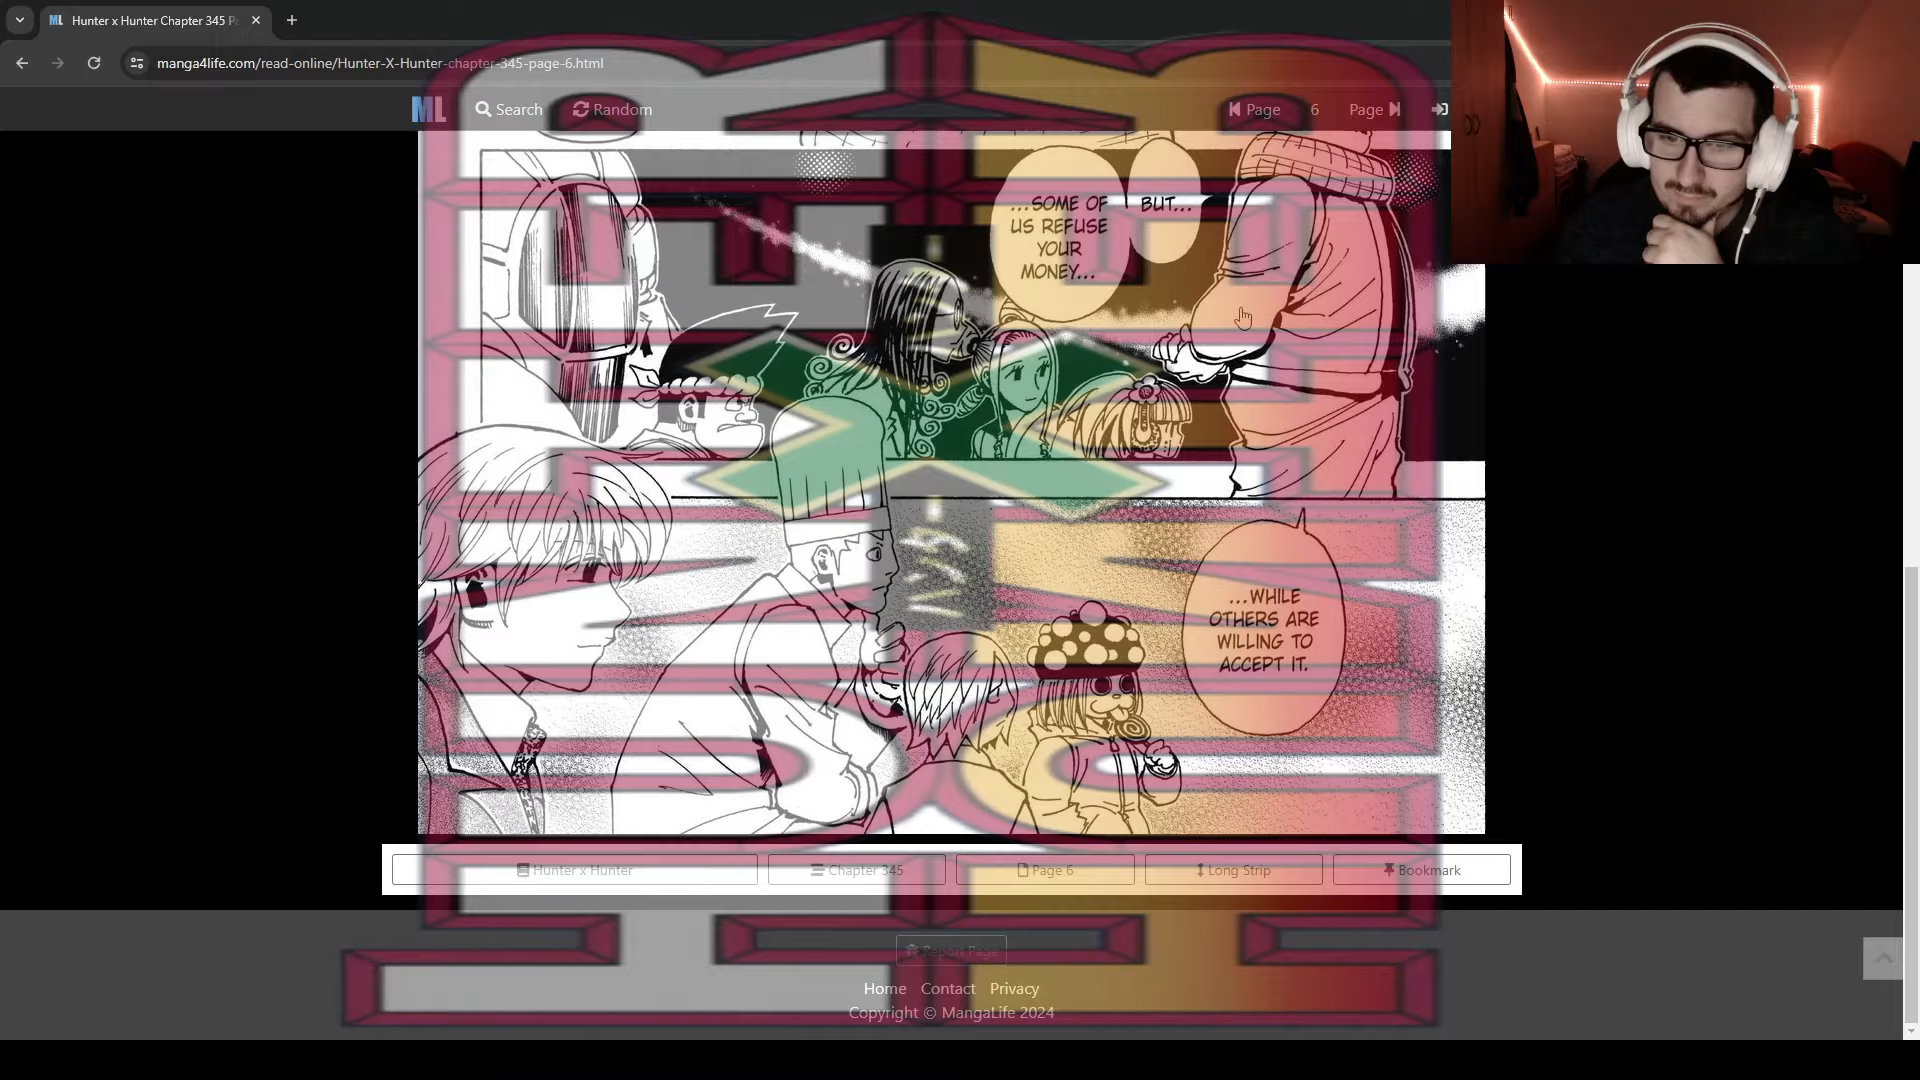 Hunter x Hunter Chapter 345 P
manga4life.com/read-online/Hunter-X-Hunter-chapter-345-page-6.html
ML Search Random Page 6 Page
BUT...
...SOME OF
US REFUSE
YOUR
MONEY...
...WHILE
OTHERS ARE
WILLING TO
ACCEPT IT.
Hunter x Hunter Chapter 345 Page 6 Long Strip Bookmark
Report Page
Home Contact Privacy
Copyright © MangaLife 2024